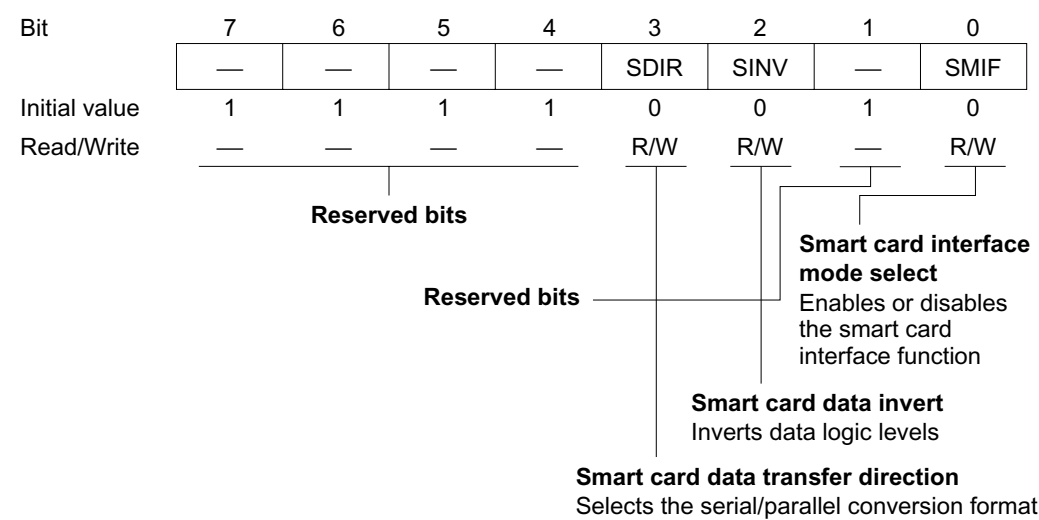 Bit 7 6 5 4 3 2 1 0
— — — — SDIR SINV — SMIF
Initial value 1 1 1 1 0 0 1 0
Read/Write — — — — R/W R/W — R/W
Reserved bits
Smart card interface
mode select
Enables or disables
the smart card
interface function
Reserved bits
Smart card data invert
Inverts data logic levels
Smart card data transfer direction
Selects the serial/parallel conversion format